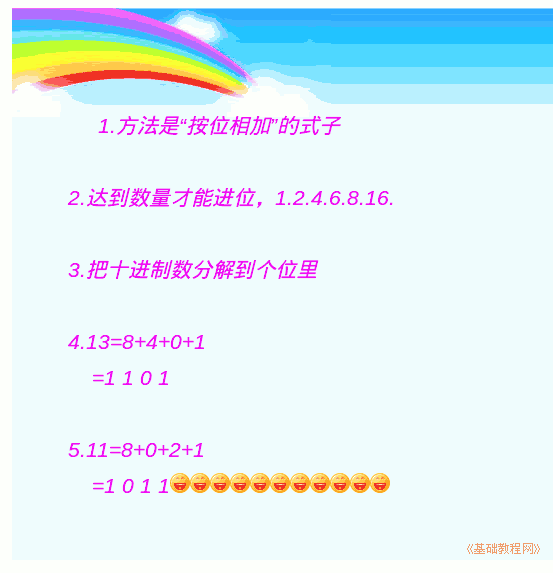 1.方法是“按位相加”的式子
2.达到数量才能进位，1.2.4.6.8.16.
3.把十进制数分解到个位里
4.13=8+4+0+1
=1 1 0 1
5.11=8+0+2+1
=1 0 1 1
《基础教程网》